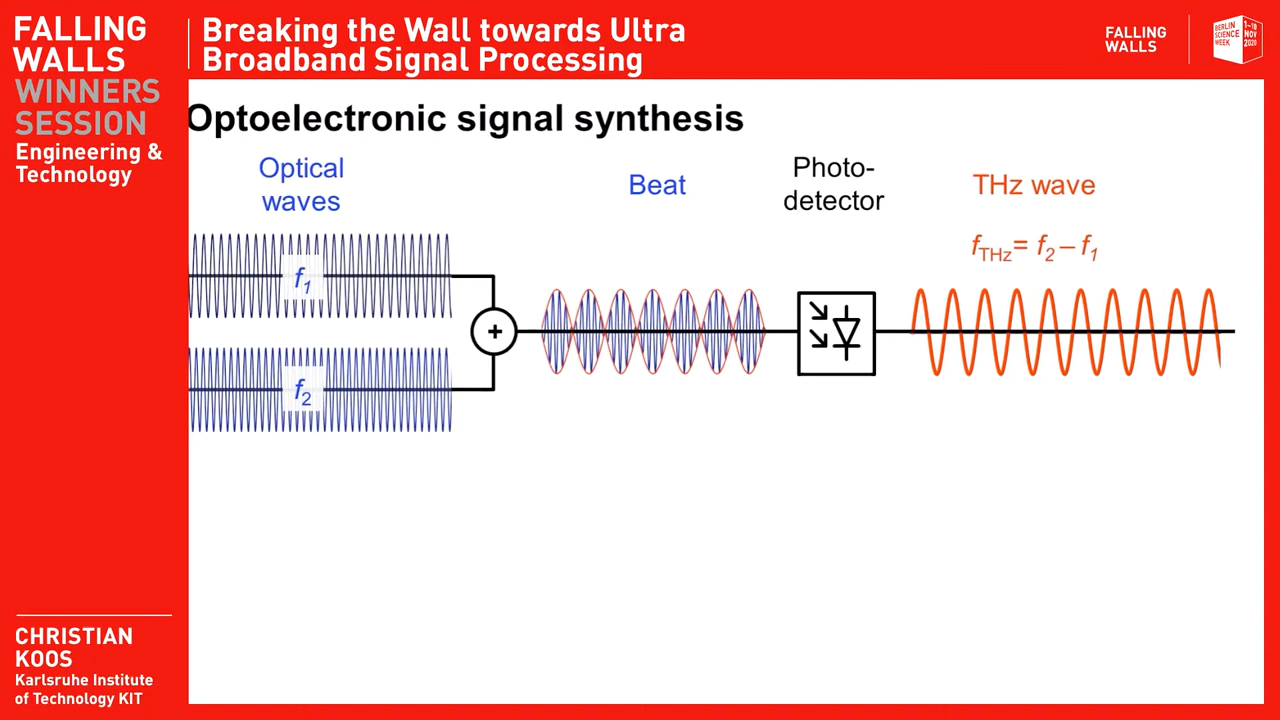 FALLING
WALLS
WINNERS
SESSION
Engineering &
Technology
Breaking the Wall towards Ultra
Broadband Signal Processing
FALLING
WALLS
BERLIN
SCIENCE
WEEK
1–10
NOV
2020
Optoelectronic signal synthesis
Optical
waves
Beat
Photo-
detector
THz wave
fTHz= f2 – f1
f1
+
f2
CHRISTIAN
KOOS
Karlsruhe Institute
of Technology KIT